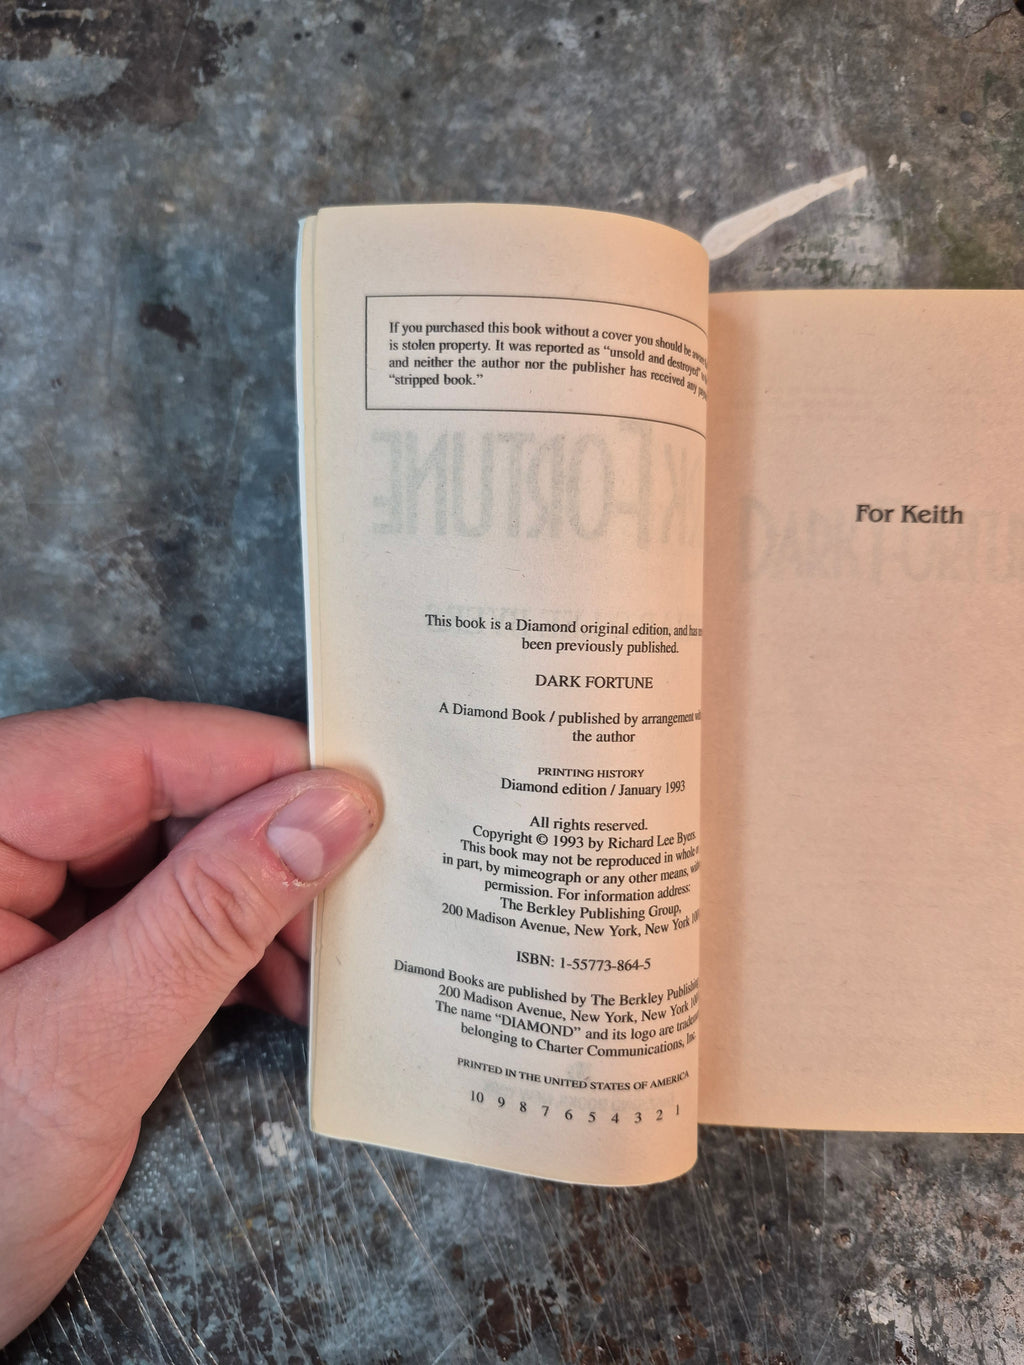 If you purchased this book without a cover you should be aware
is stolen property. It was reported as “unsold and destroyed”
and neither the author nor the publisher has received any
“stripped book.”
FORTUNE
This book is a Diamond original edition, and has
been previously published.
DARK FORTUNE
A Diamond Book / published by arrangement
the author
PRINTING HISTORY
Diamond edition / January 1993
All rights reserved.
Copyright © 1993 by Richard Lee Byers.
This book may not be reproduced in whole
in part, by mimeograph or any other means,
permission. For information address:
The Berkley Publishing Group,
200 Madison Avenue, New York, New York
ISBN: 1-55773-864-5
Diamond Books are published by The Berkley Publishing
200 Madison Avenue, New York, New York
The name “DIAMOND” and its logo are
belonging to Charter Communications, Inc.
PRINTED IN THE UNITED STATES OF AMERICA
10 9 8 7 6 5 4 3 2 1
For Keith